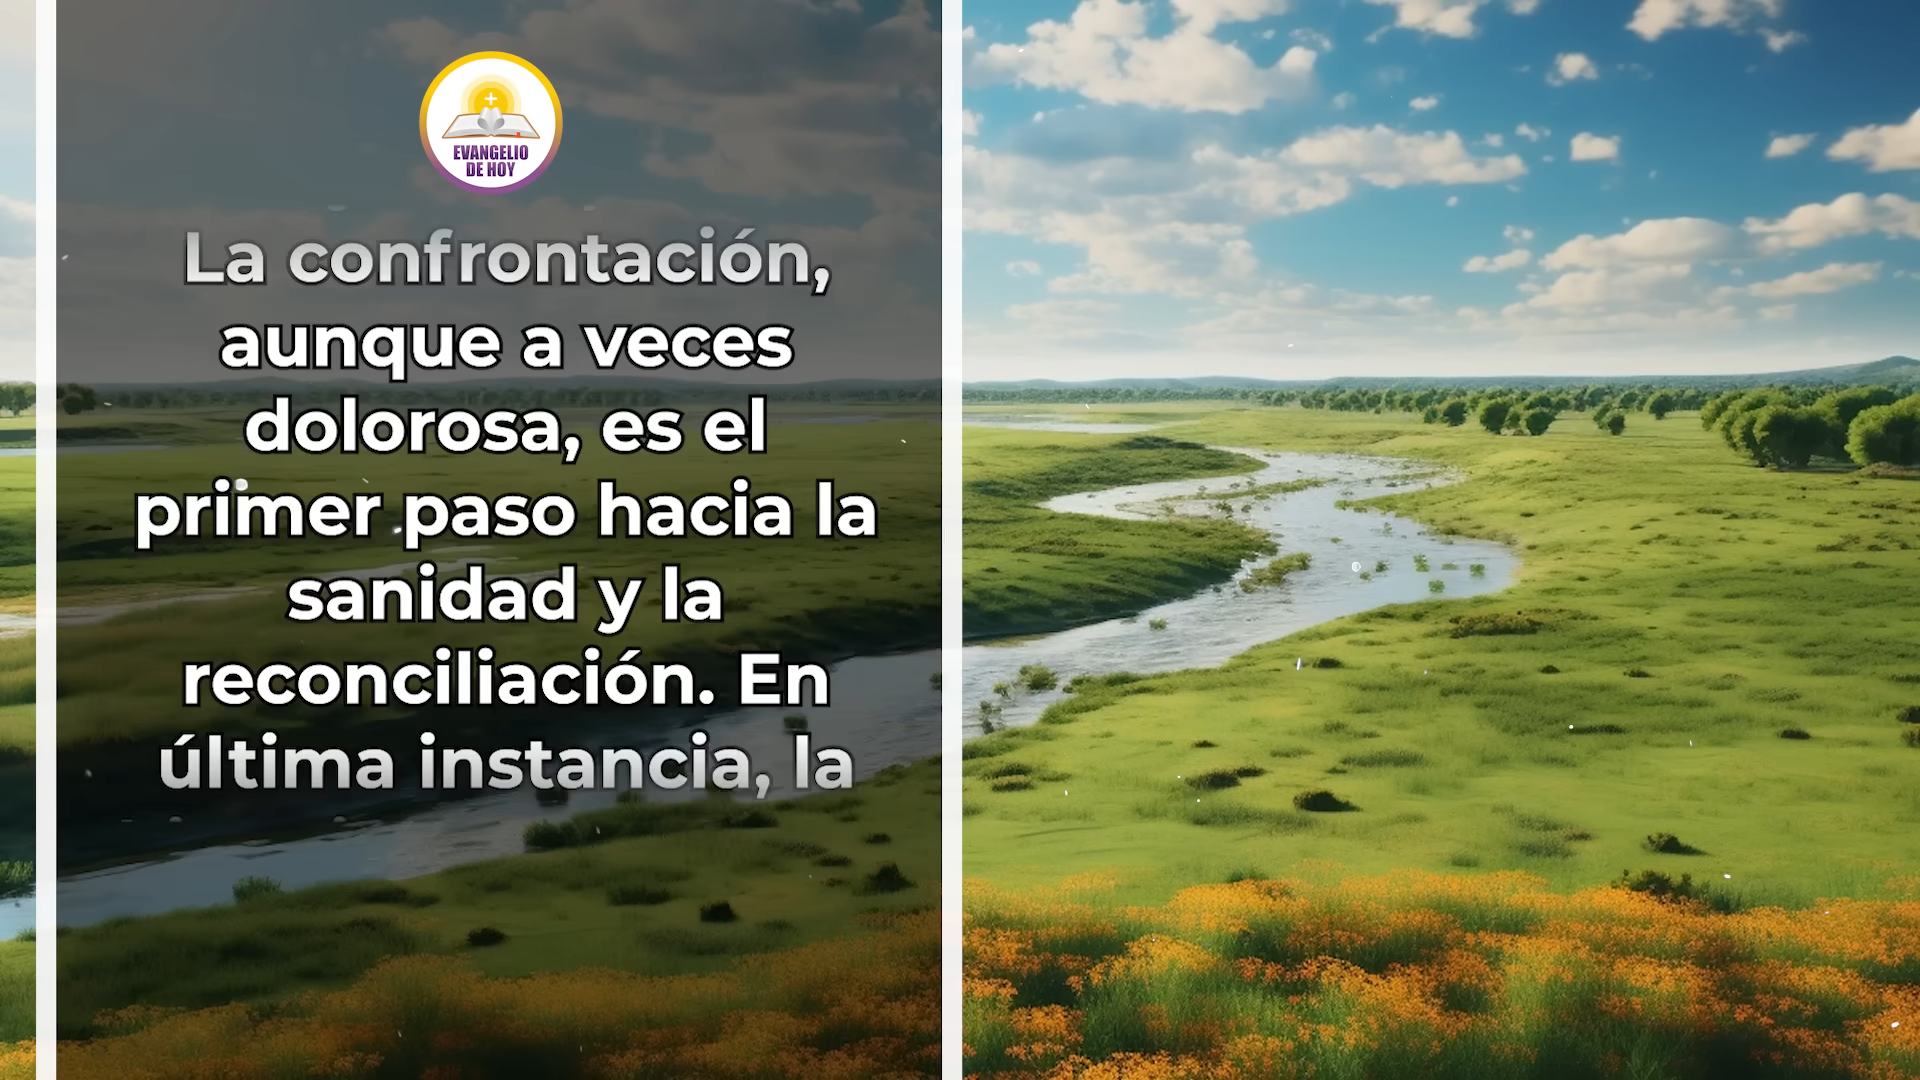 EVANGELIO
DE HOY
La confrontación,
aunque a veces
dolorosa, es el
primer paso hacia la
sanidad y la
reconciliación. En
última instancia, la